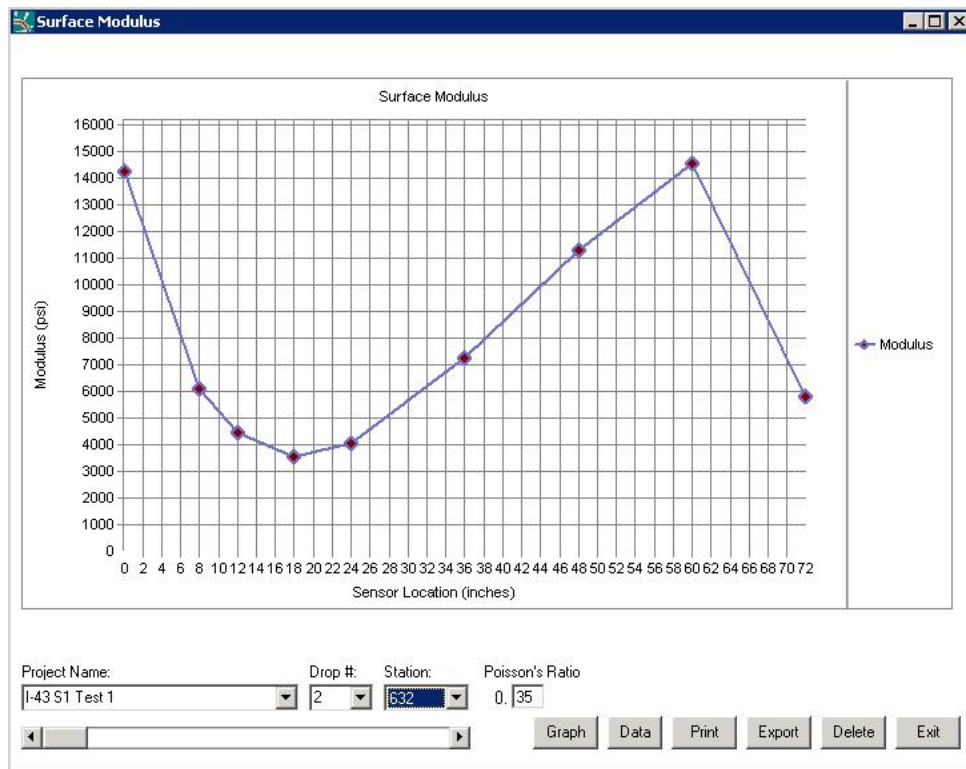 Surface Modulus
Surface Modulus
16000
15000
14000
13000
12000
11000
10000
9000
8000
7000
6000
5000
4000
3000
2000
1000
0
Modulus (psi)
0 2 4 6 8 10 12 14 16 18 20 22 24 26 28 30 32 34 36 38 40 42 44 46 48 50 52 54 56 58 60 62 64 66 68 70 72
Sensor Location (inches)
Modulus
Project Name: Drop #: Station: Poisson's Ratio
I-43 S1 Test 1 2 632 0. 35
Graph Data Print Export Delete Exit